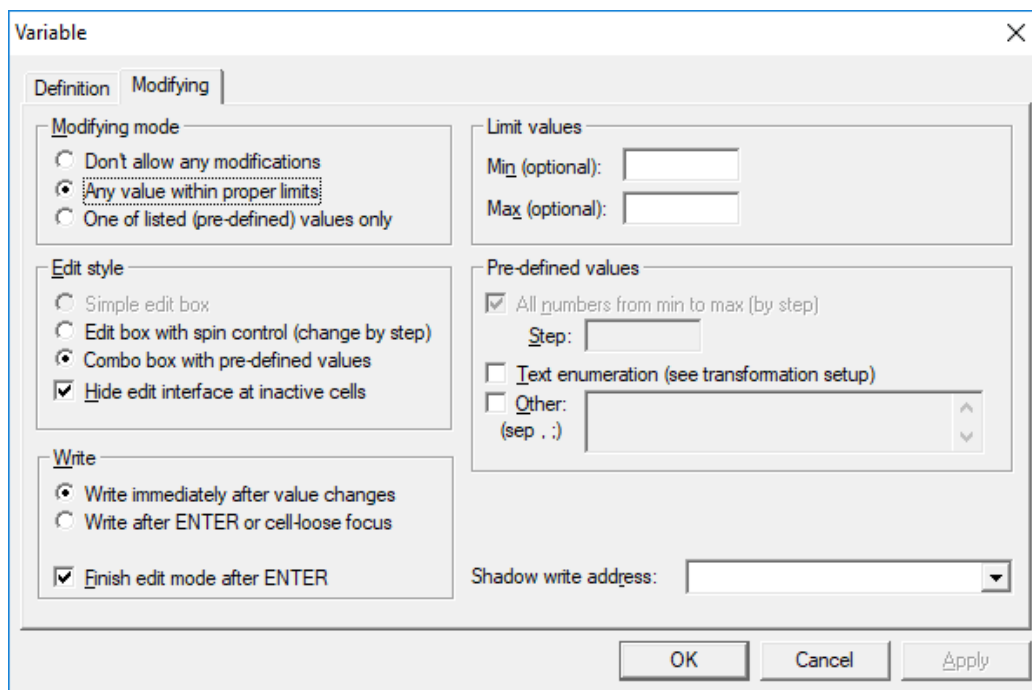 Variable
Definition
Modifying
Modifying mode
Don't allow any modifications
Any value within proper limits
One of listed (pre-defined) values only
Edit style
Simple edit box
Edit box with spin control (change by step)
Combo box with pre-defined values
Hide edit interface at inactive cells
Write
Write immediately after value changes
Write after ENTER or cell-loose focus
Finish edit mode after ENTER
Limit values
Min (optional):
Max (optional):
Pre-defined values
All numbers from min to max (by step)
Step:
Text enumeration (see transformation setup)
Other:
(sep , ;)
Shadow write address:
OK
Cancel
Apply